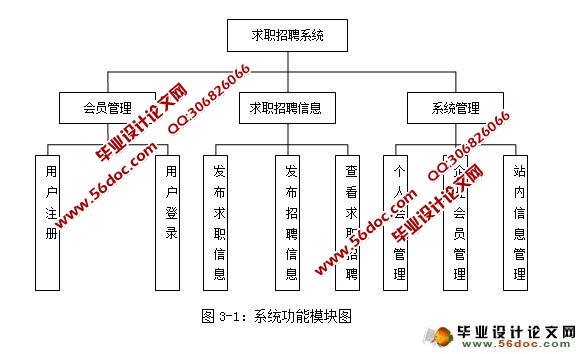 求职招聘系统
会员管理
求职招聘信息
系统管理
用户注册
用户登录
发布求职信息
发布招聘信息
查看求职招聘
个人会管理
企业会员管理
站内信息管理
图 3-1：系统功能模块图
毕业设计论文网
QQ:306826066
www.56doc.com
毕业设计论文网
QQ:306826066
www.56doc.com
毕业设计论文网
www.56doc.com